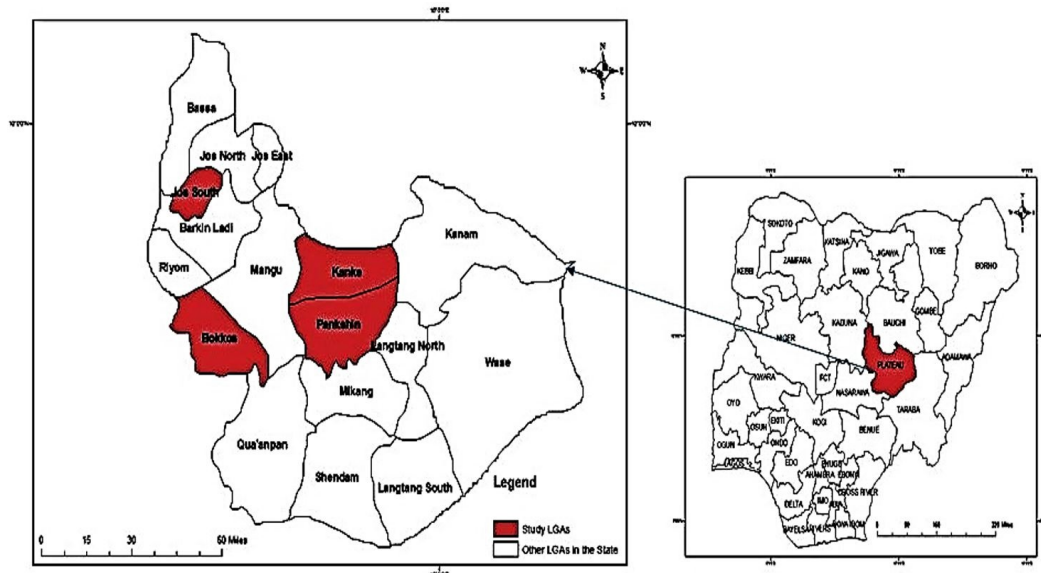 N
W E
S
Bassa
Jos North
Jos East
Jos South
Barkin Ladi
Kanam
Riyom
Mangu
Kanke
Pankshin
Bokkos
Langtang North
Wase
Mikang
Qua'anpan
Shendam
Langtang South
Legend
Study LGAs
Other LGAs in the State
0 15 30 60 Miles
SOKOTO
KATSINA
JIGAWA
YOBE
ZAMFARA
KEBBI
KANO
BORNO
GOMBE
KADUNA
BAUCHI
NIGER
ADAMAWA
PLATEAU
FCT
KWARA
NASARAWA
TARABA
OYO
KOGI
BENUE
OSUN
EKITI
ONDO
OGUN
LAGOS
EDO
ENUGU
ANAMBRA
EBONYI
CROSS RIVER
DELTA
IMO
ABIA
BAYELSA
RIVERS